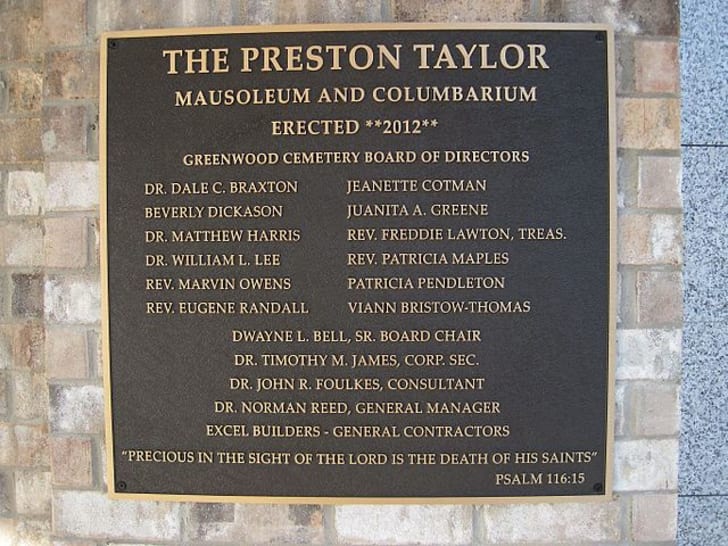 THE PRESTON TAYLOR
MAUSOLEUM AND COLUMBARIUM
ERECTED **2012**
GREENWOOD CEMETERY BOARD OF DIRECTORS
DR. DALE C. BRAXTON JEANETTE COTMAN
BEVERLY DICKASON JUANITA A. GREENE
DR. MATTHEW HARRIS REV. FREDDIE LAWTON, TREAS.
DR. WILLIAM L. LEE REV. PATRICIA MAPLES
REV. MARVIN OWENS PATRICIA PENDLETON
REV. EUGENE RANDALL VIANN BRISTOW-THOMAS
DWAYNE L. BELL, SR. BOARD CHAIR
DR. TIMOTHY M. JAMES, CORP. SEC.
DR. JOHN R. FOULKES, CONSULTANT
DR. NORMAN REED, GENERAL MANAGER
EXCEL BUILDERS - GENERAL CONTRACTORS
"PRECIOUS IN THE SIGHT OF THE LORD IS THE DEATH OF HIS SAINTS"
PSALM 116:15